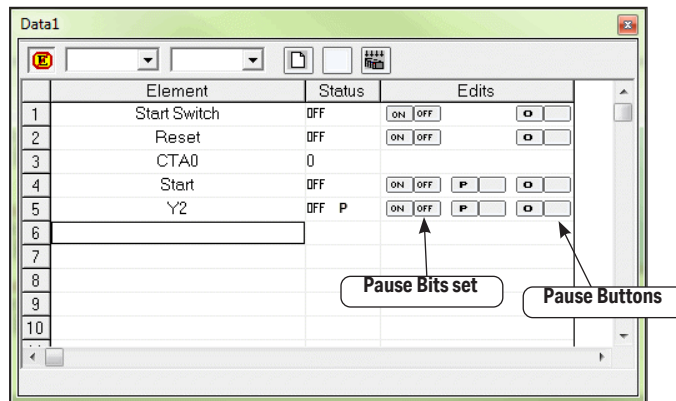 Data1
E
Element Status Edits
1 Start Switch OFF ON OFF O
2 Reset OFF ON OFF O
3 CTA0 0
4 Start OFF ON OFF P O
5 Y2 OFF P ON OFF P O
6
7
8
9
10
Pause Bits set
Pause Buttons